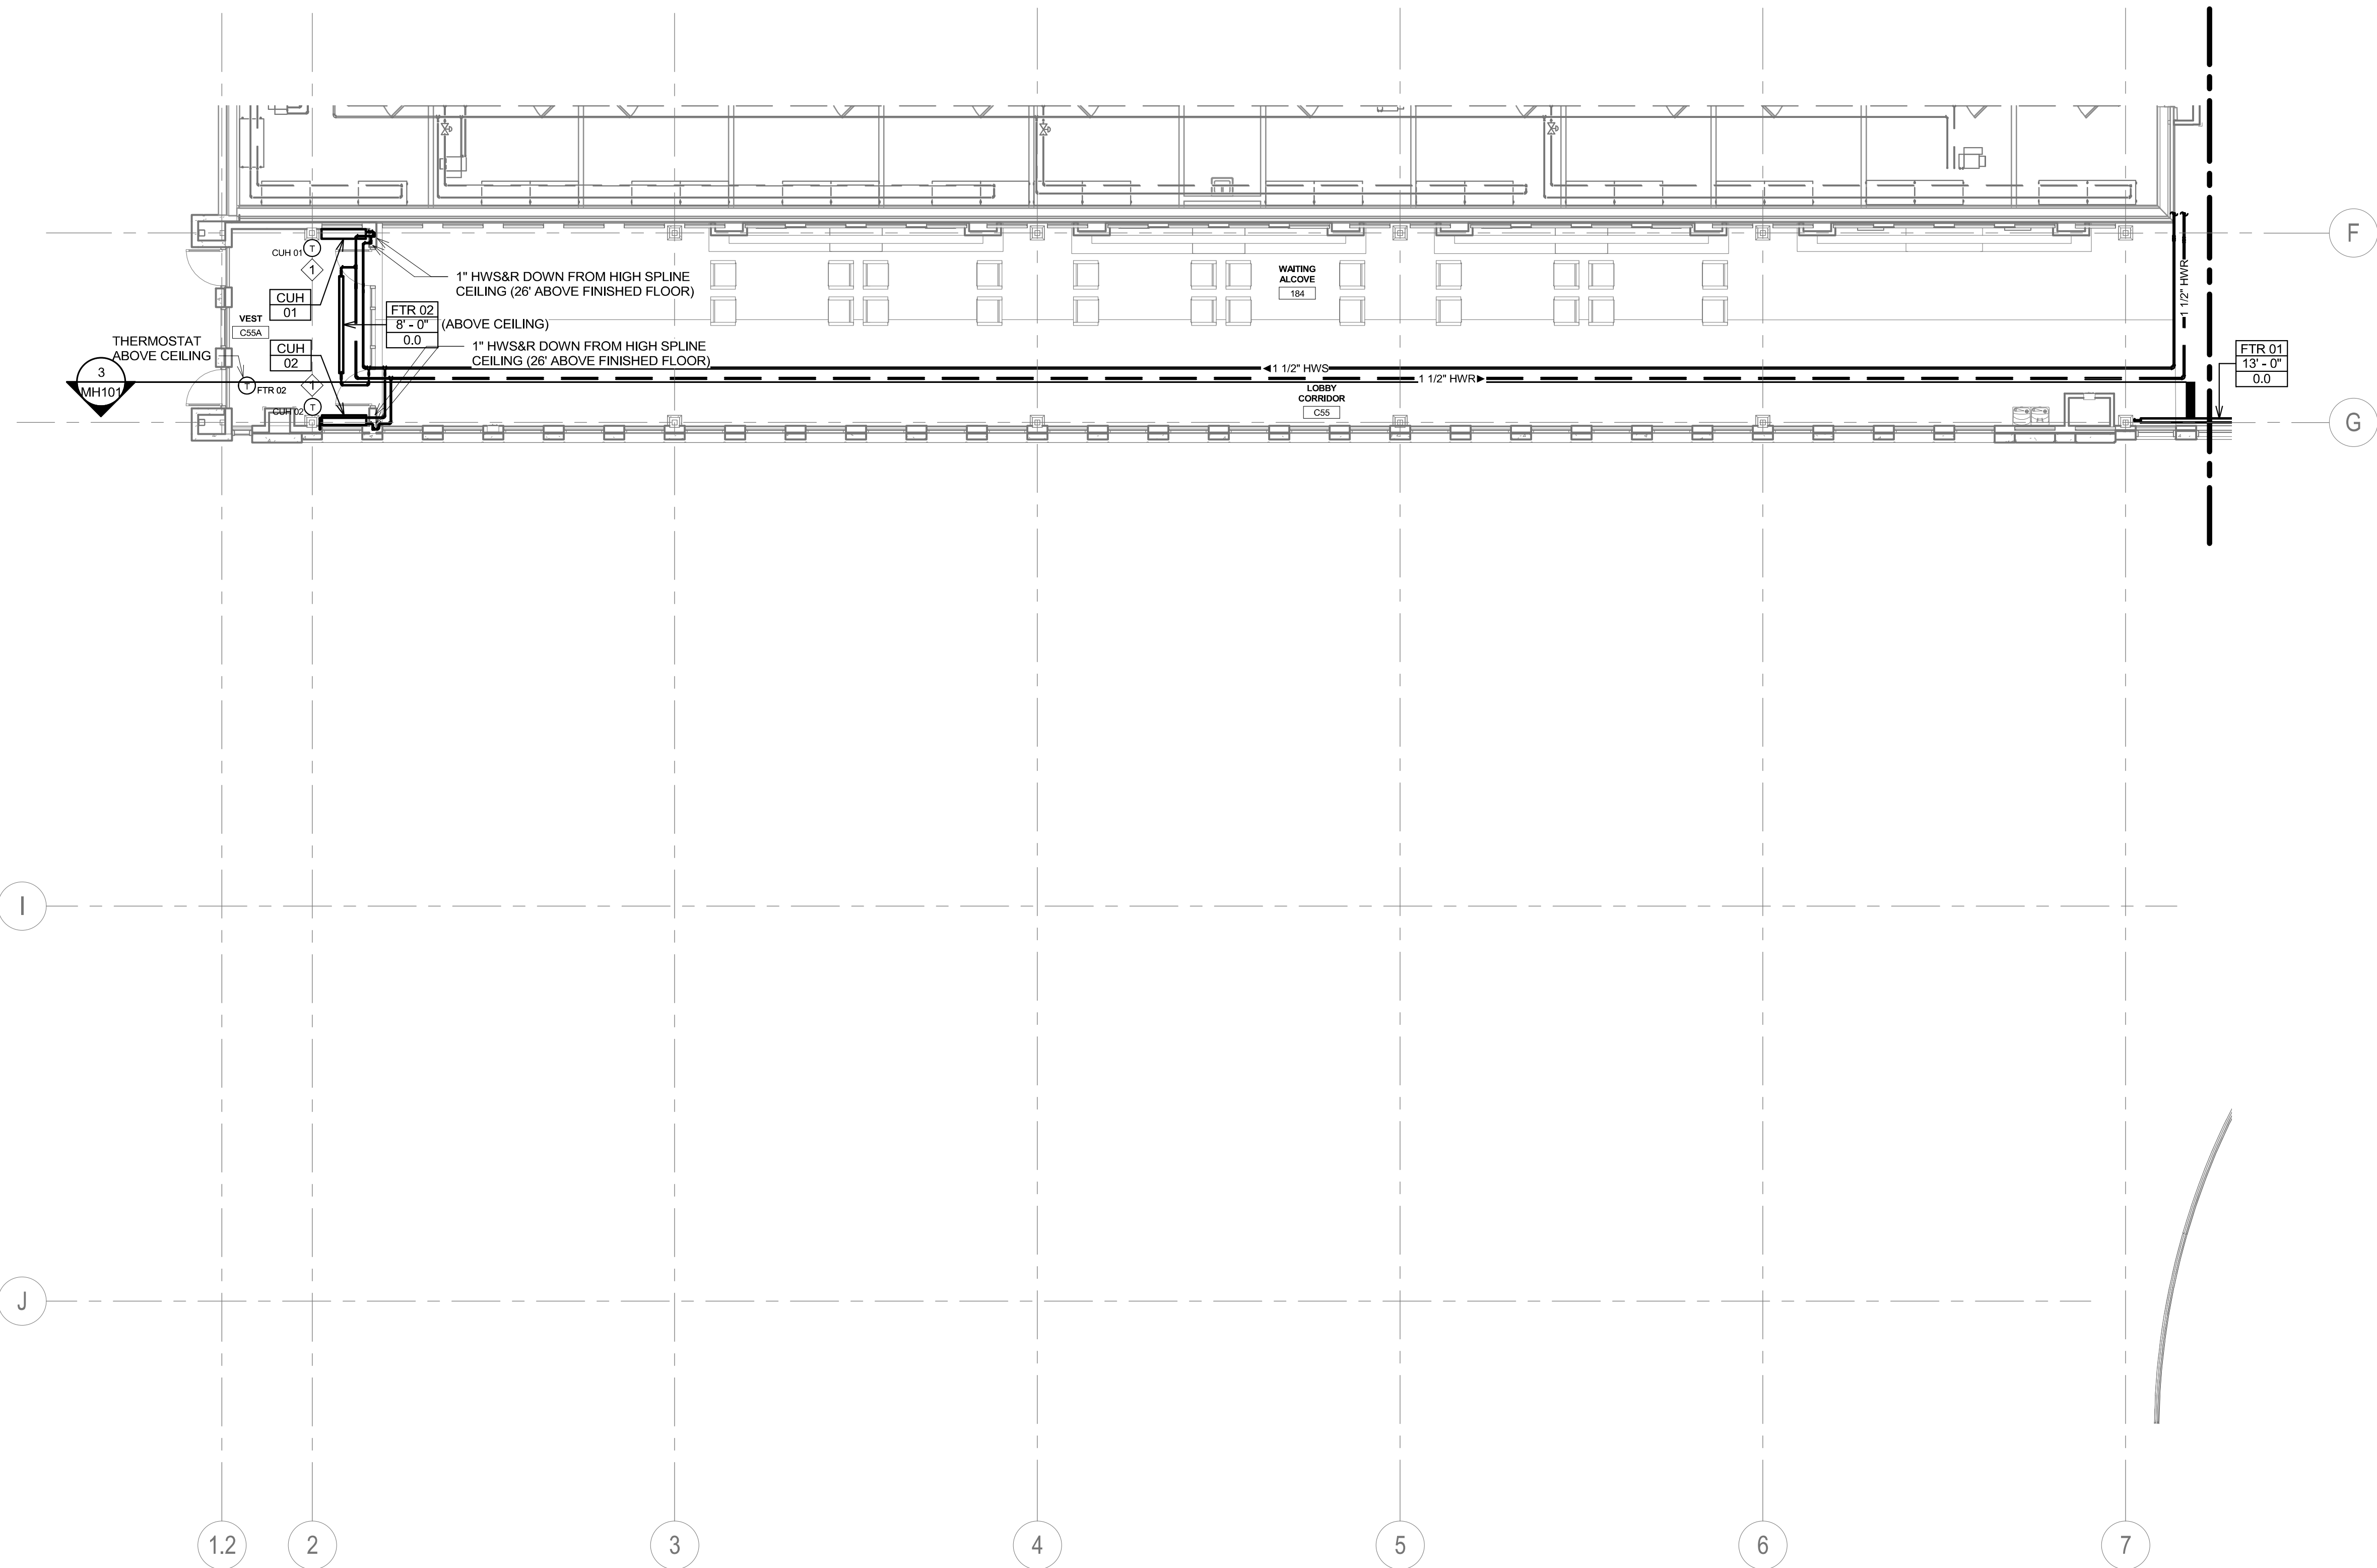 F
CUH 01
T
1
1" HWS&R DOWN FROM HIGH SPLINE
CEILING (26' ABOVE FINISHED FLOOR)
WAITING
ALCOVE
184
1 1/2" HWR
CUH
01
VEST
C55A
FTR 02
8' - 0"
0.0
(ABOVE CEILING)
THERMOSTAT
ABOVE CEILING
CUH
02
1" HWS&R DOWN FROM HIGH SPLINE
CEILING (26' ABOVE FINISHED FLOOR)
3
MH101
T
FTR 02
1
CUH 02
T
1 1/2" HWS
1 1/2" HWR
LOBBY
CORRIDOR
C55
FTR 01
13' - 0"
0.0
G
I
J
1.2
2
3
4
5
6
7